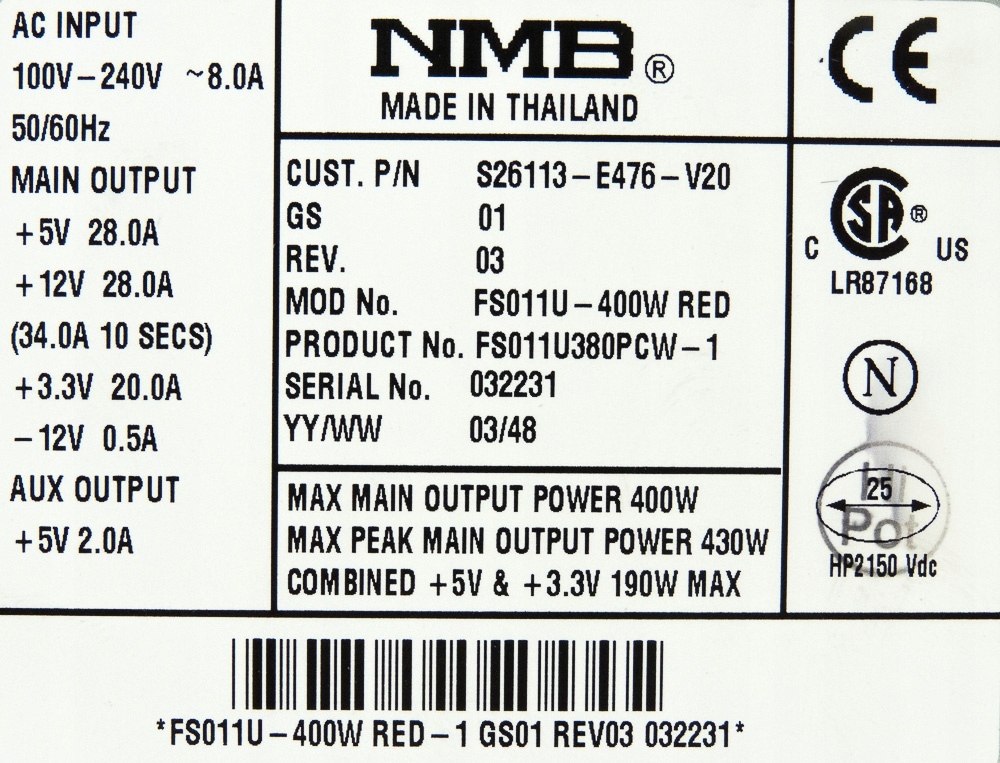 AC INPUT
100V–240V ~8.0A
50/60Hz
MAIN OUTPUT
+5V 28.0A
+12V 28.0A
(34.0A 10 SECS)
+3.3V 20.0A
–12V 0.5A
AUX OUTPUT
+5V 2.0A
NMB®
MADE IN THAILAND
CUST. P/N S26113–E476–V20
GS 01
REV. 03
MOD No. FS011U–400W RED
PRODUCT No. FS011U380PCW–1
SERIAL No. 032231
YY/WW 03/48
MAX MAIN OUTPUT POWER 400W
MAX PEAK MAIN OUTPUT POWER 430W
COMBINED +5V & +3.3V 190W MAX
CE
C SA® US
LR87168
N
Hi
25
Pot
HP2150 Vdc
*FS011U–400W RED–1 GS01 REV03 032231*